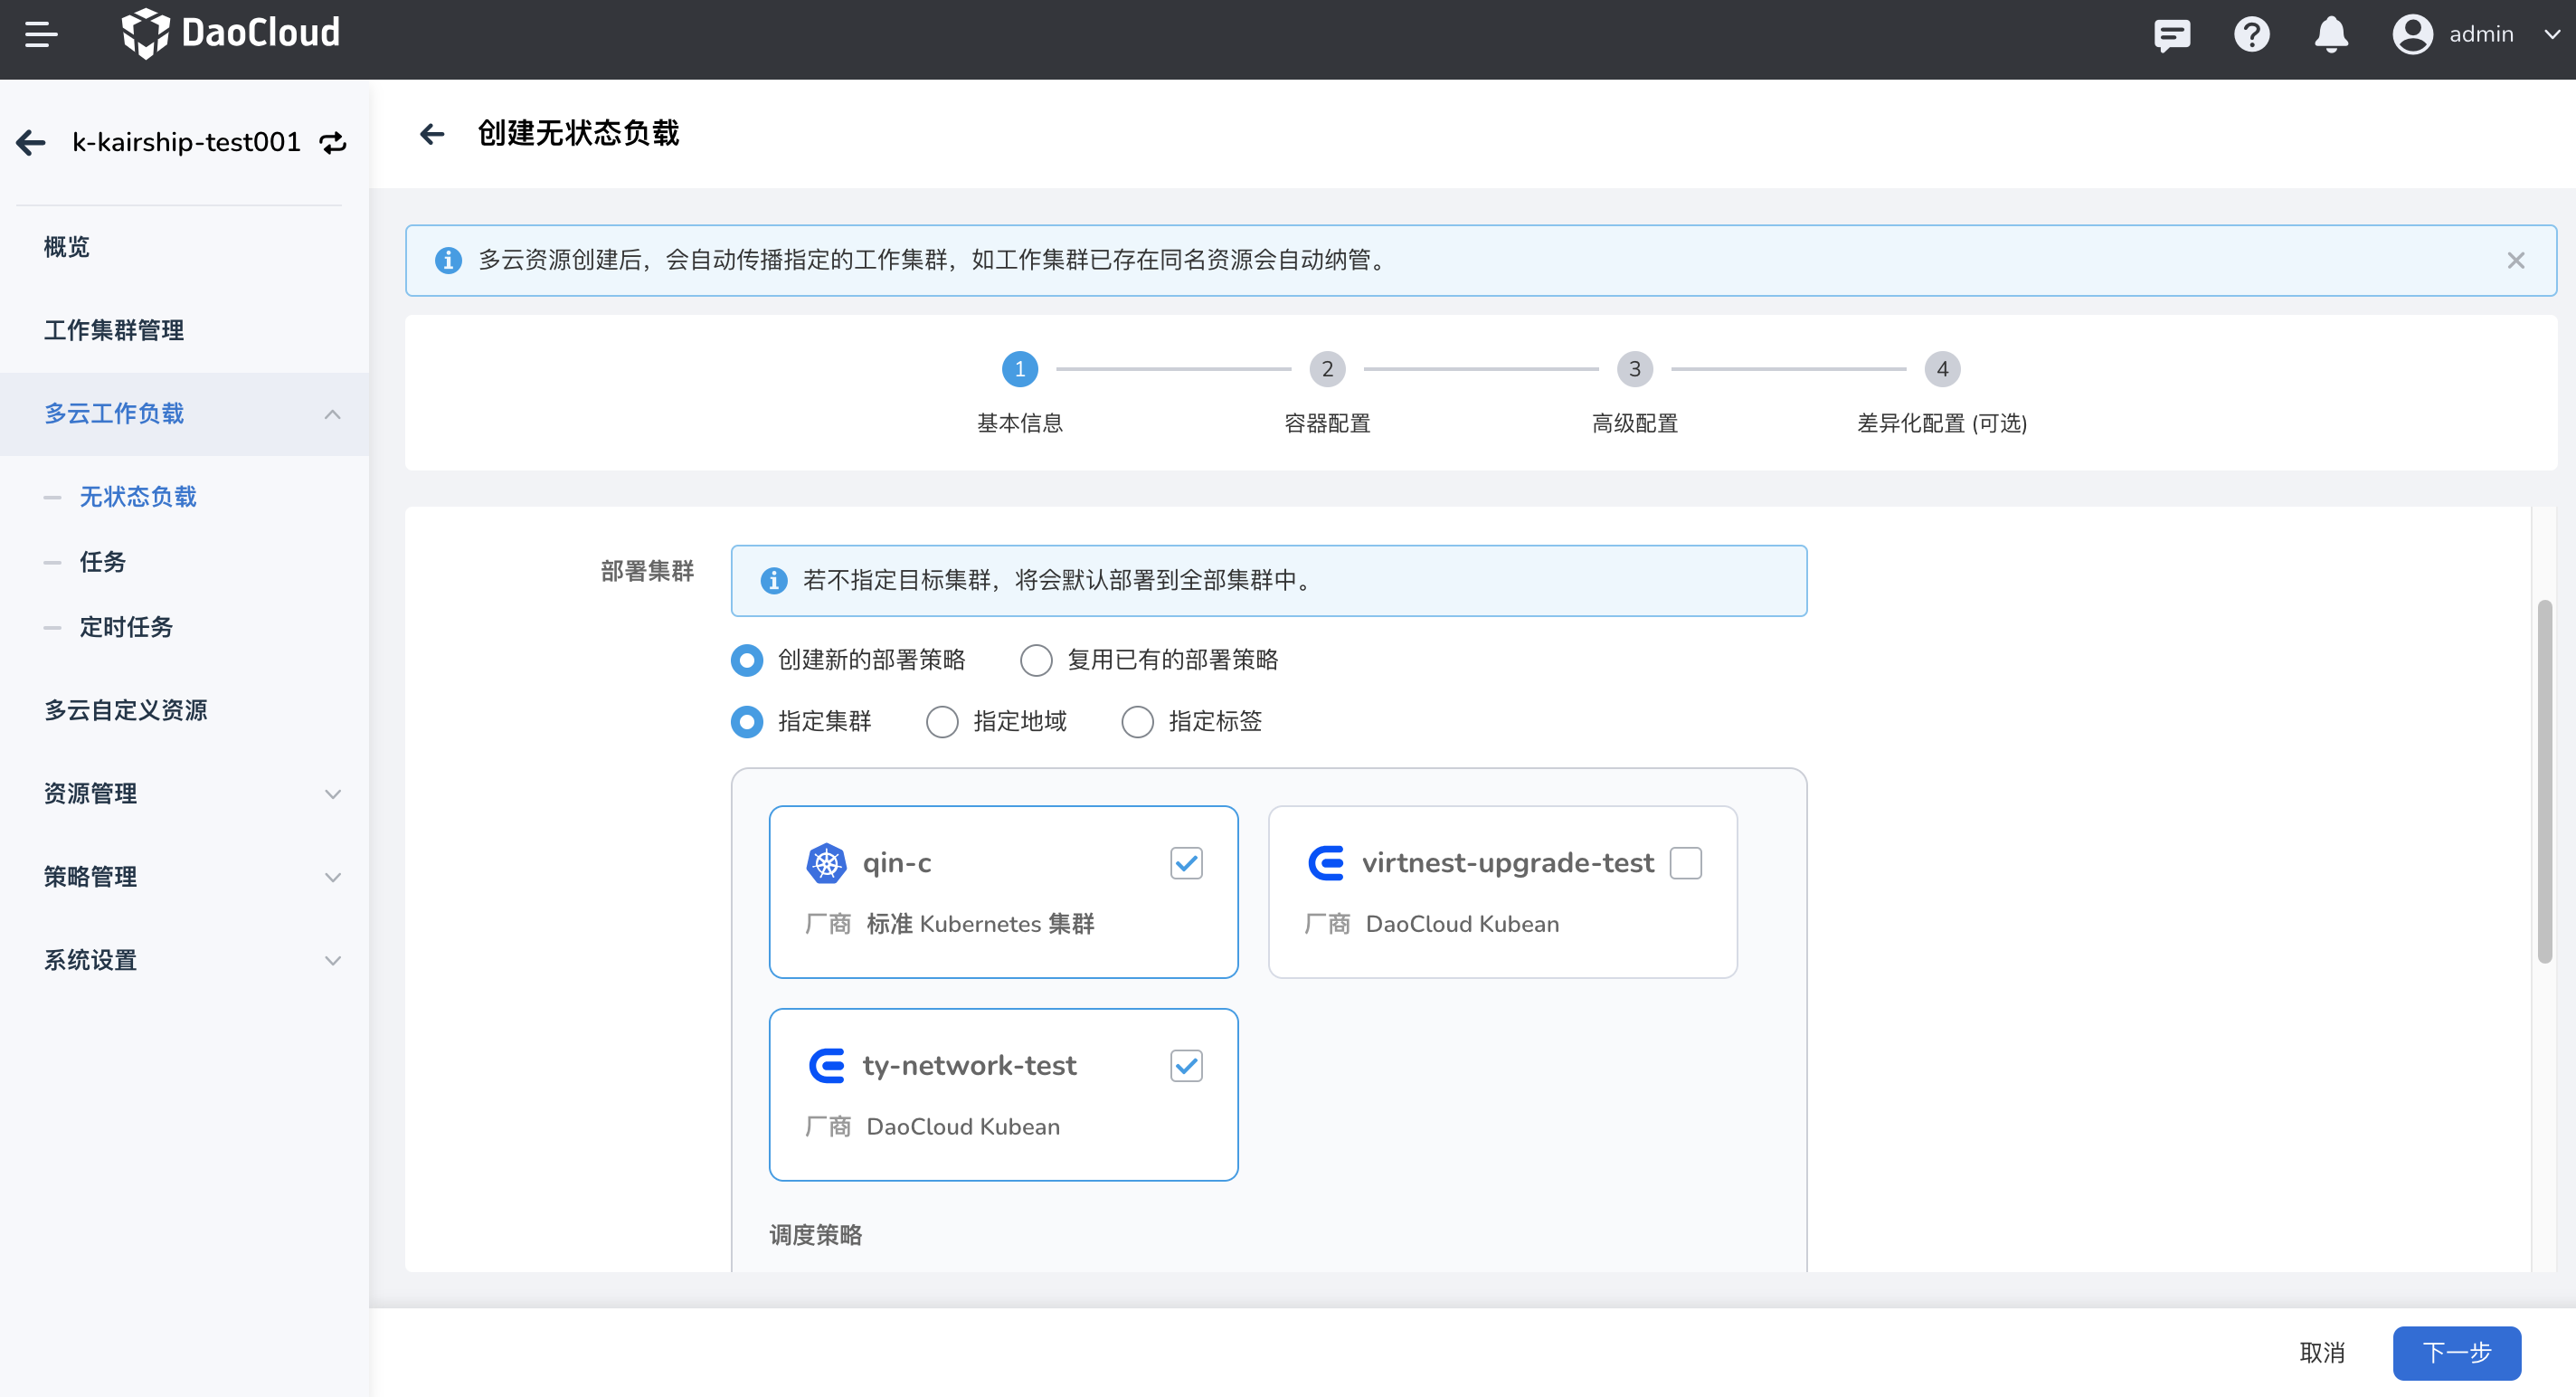 DaoCloud
admin
k-kairship-test001
概览
工作集群管理
多云工作负载
无状态负载
任务
定时任务
多云自定义资源
资源管理
策略管理
系统设置
创建无状态负载
多云资源创建后，会自动传播指定的工作集群，如工作集群已存在同名资源会自动纳管。
1
2
3
4
基本信息
容器配置
高级配置
差异化配置 (可选)
部署集群
若不指定目标集群，将会默认部署到全部集群中。
创建新的部署策略
复用已有的部署策略
指定集群
指定地域
指定标签
qin-c
厂商 标准 Kubernetes 集群
virtnest-upgrade-test
厂商 DaoCloud Kubean
ty-network-test
厂商 DaoCloud Kubean
调度策略
取消
下一步